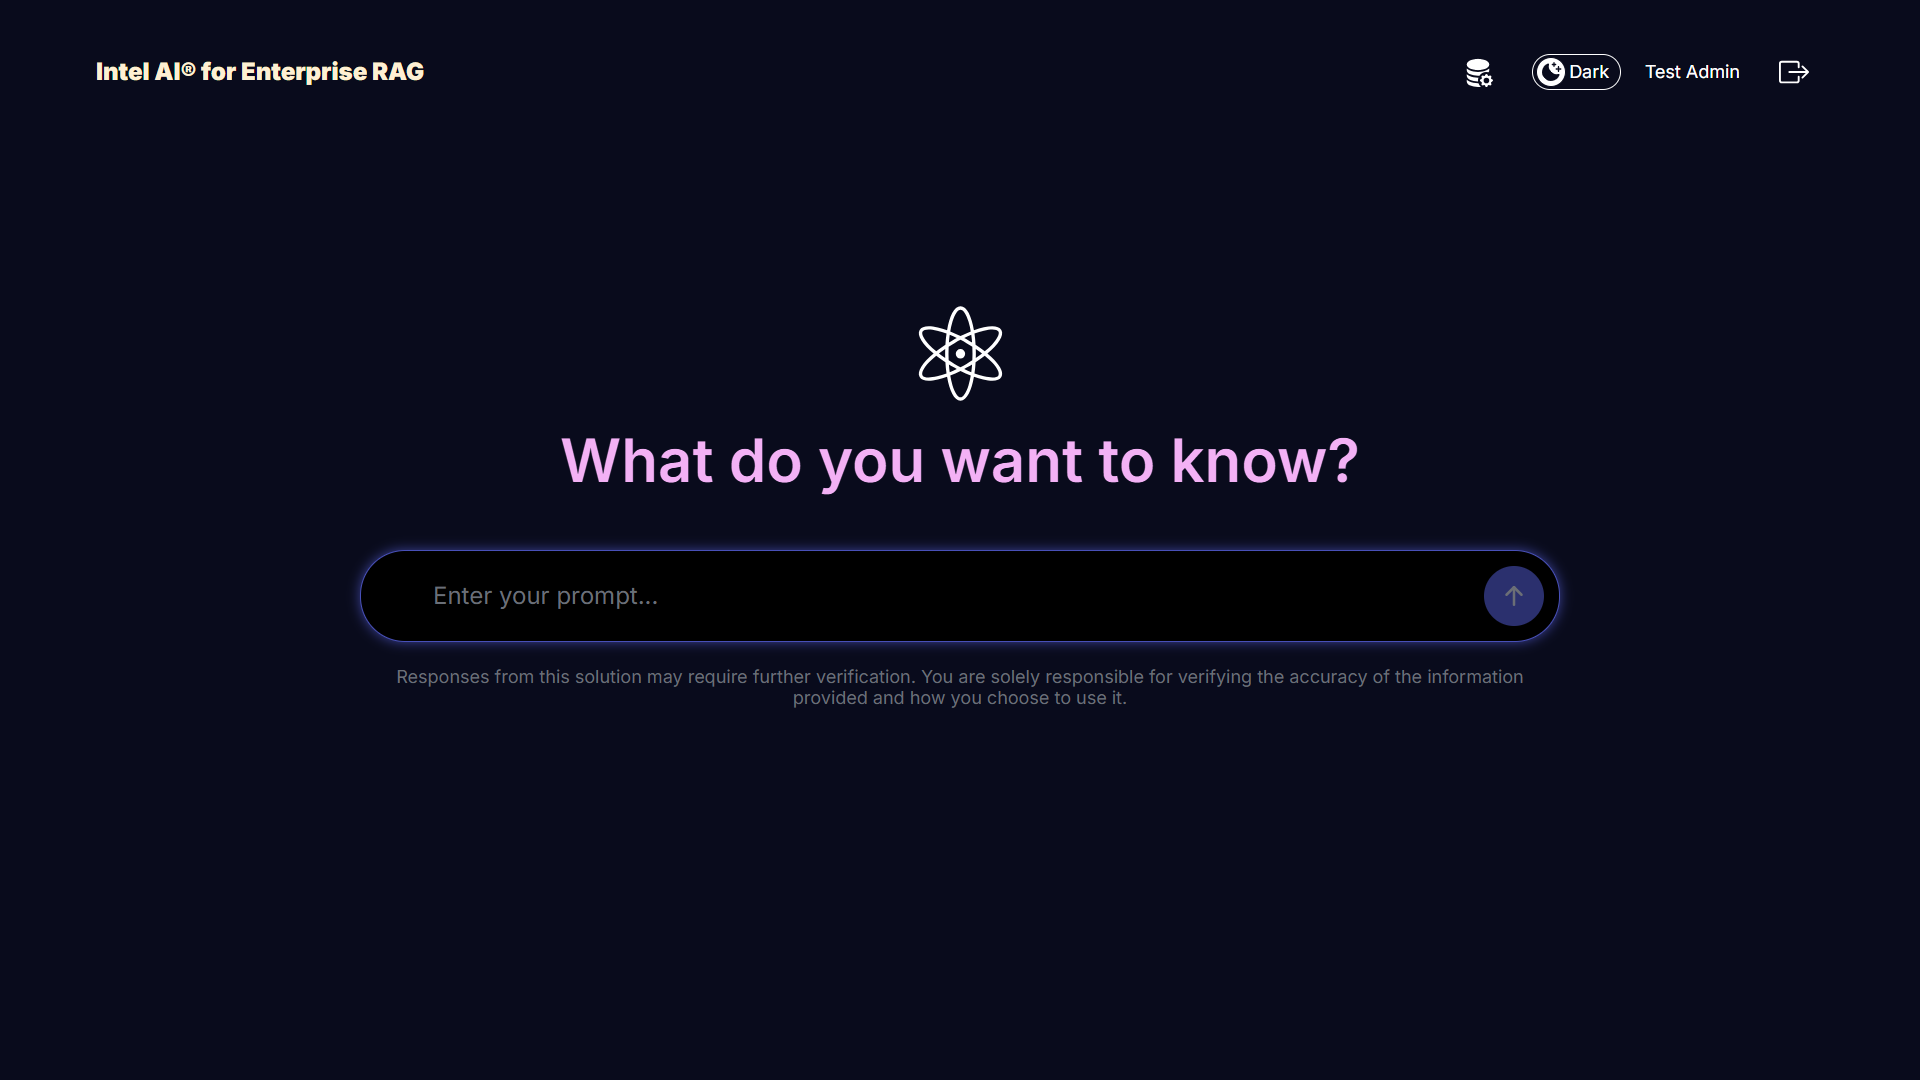 Intel AI® for Enterprise RAG
Dark
Test Admin
What do you want to know?
Enter your prompt...
Responses from this solution may require further verification. You are solely responsible for verifying the accuracy of the information
provided and how you choose to use it.